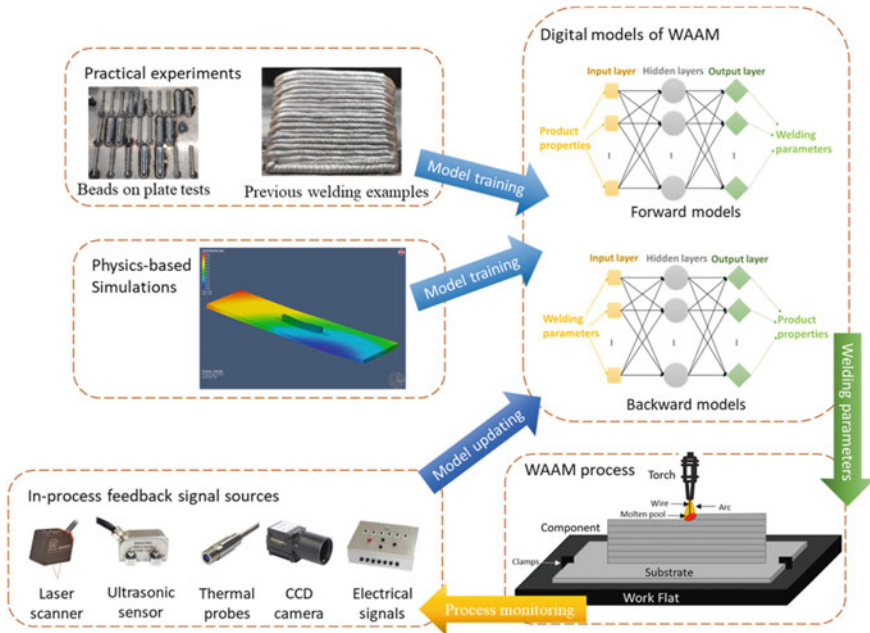 Practical experiments
Beads on plate tests
Previous welding examples
Model training
Physics-based
Simulations
Model training
Digital models of WAAM
Input layer
Hidden layers
Output layer
Product
properties
Welding
parameters
Forward models
Input layer
Hidden layers
Output layer
Welding
parameters
Product
properties
Backward models
Welding parameters
Model updating
WAAM process
Torch
Wire
Arc
Molten pool
Component
Clamps
Substrate
Work Flat
Process monitoring
In-process feedback signal sources
Laser
scanner
Ultrasonic
sensor
Thermal
probes
CCD
camera
Electrical
signals